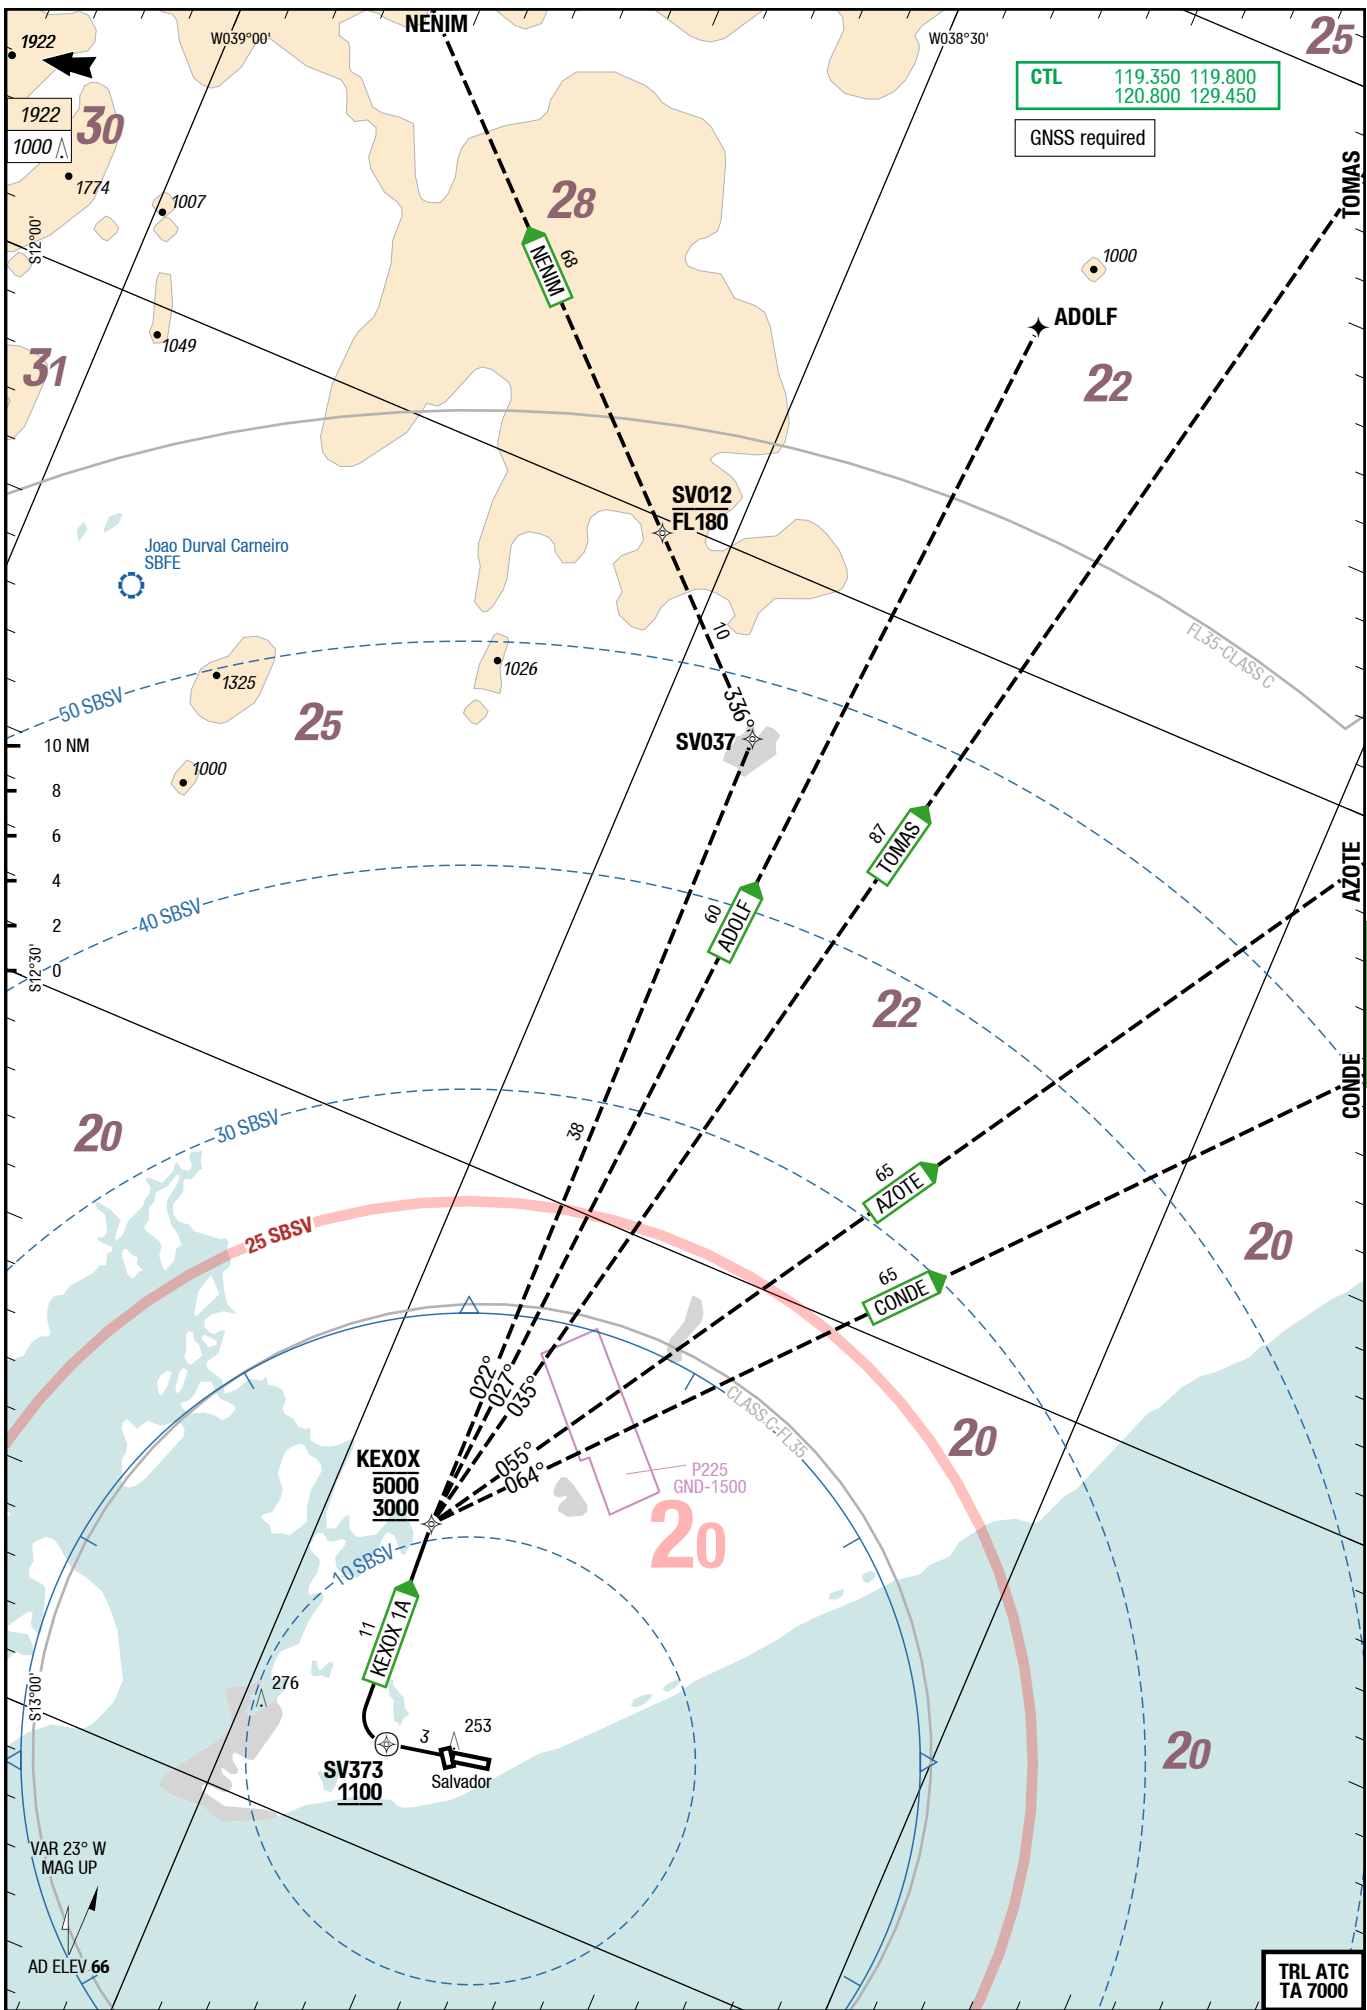 NENIM
1922
W039°00'
W038°30'
25
CTL 119.350 119.800
120.800 129.450
GNSS required
1922
1000
30
1774
1007
28
TOMAS
S12°00'
NENIM
68
1000
ADOLF
1049
31
22
SV012
FL180
Joao Durval Carneiro
SBFE
10
FL35-CLASS C
1026
1325
50 SBSV
25
336°
SV037
10 NM
1000
8
6
4
2
0
87
TOMAS
AZOTE
60
ADOLF
40 SBSV
S12°30'
22
CONDE
20
30 SBSV
38
65
AZOTE
25 SBSV
20
65
CONDE
022°
027°
035°
CLASS C-FL35
20
KEXOX
5000
3000
055°
064°
P225
GND-1500
20
10 SBSV
11
KEXOX 1A
S13°00'
276
3
253
SV373
1100
Salvador
20
VAR 23° W
MAG UP
AD ELEV 66
TRL ATC
TA 7000